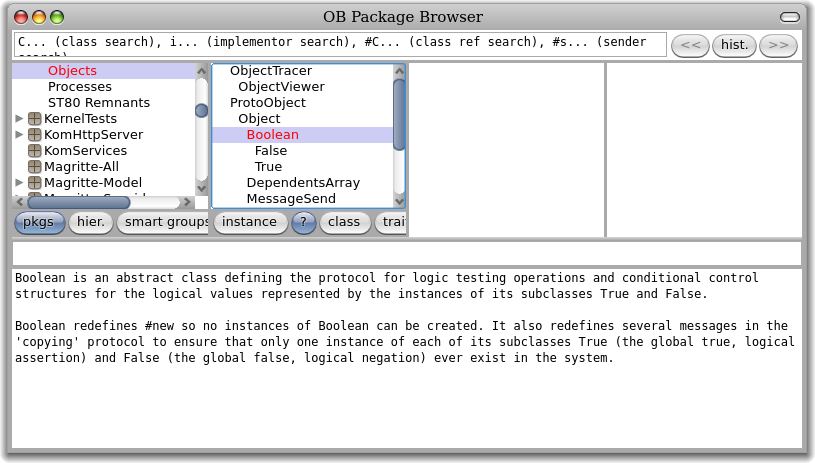 OB Package Browser
C... (class search), i... (implementor search), #C... (class ref search), #s... (sender
<< hist. >>
Objects
Processes
ST80 Remnants
KernelTests
KomHttpServer
KomServices
Magritte-All
Magritte-Model
ObjectTracer
ObjectViewer
ProtoObject
Object
Boolean
False
True
DependentsArray
MessageSend
pkgs hier. smart groups instance ? class trai
Boolean is an abstract class defining the protocol for logic testing operations and conditional control
structures for the logical values represented by the instances of its subclasses True and False.
Boolean redefines #new so no instances of Boolean can be created. It also redefines several messages in the
'copying' protocol to ensure that only one instance of each of its subclasses True (the global true, logical
assertion) and False (the global false, logical negation) ever exist in the system.